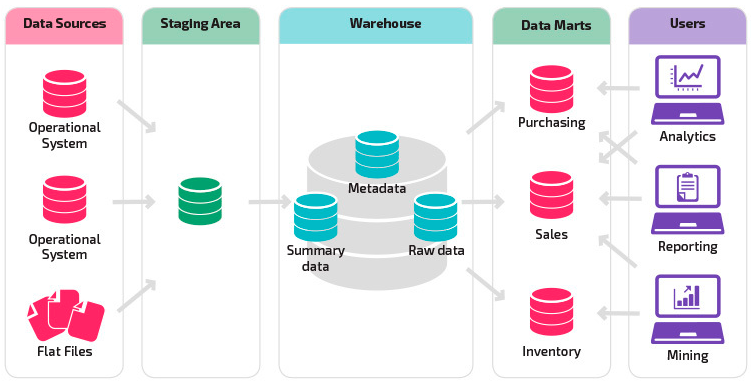 Data Sources
Staging Area
Warehouse
Data Marts
Users
Operational
System
Operational
System
Flat Files
Metadata
Summary
data
Raw data
Purchasing
Sales
Inventory
Analytics
Reporting
Mining